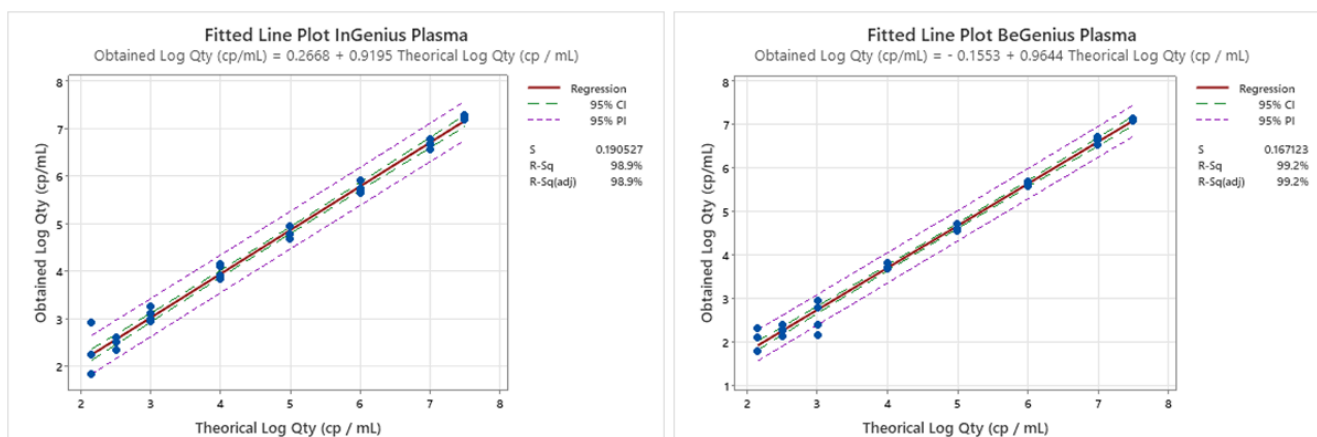 Fitted Line Plot InGenius Plasma
Obtained Log Qty (cp/mL) = 0.2668 + 0.9195 Theorical Log Qty (cp / mL)
8
7
6
5
4
3
2
Obtained Log Qty (cp/mL)
2 3 4 5 6 7 8
Theorical Log Qty (cp / mL)
Regression
95% CI
95% PI
S 0.190527
R-Sq 98.9%
R-Sq(adj) 98.9%
Fitted Line Plot BeGenius Plasma
Obtained Log Qty (cp/mL) = - 0.1553 + 0.9644 Theorical Log Qty (cp / mL)
8
7
6
5
4
3
2
1
Obtained Log Qty (cp/mL)
2 3 4 5 6 7 8
Theorical Log Qty (cp / mL)
Regression
95% CI
95% PI
S 0.167123
R-Sq 99.2%
R-Sq(adj) 99.2%